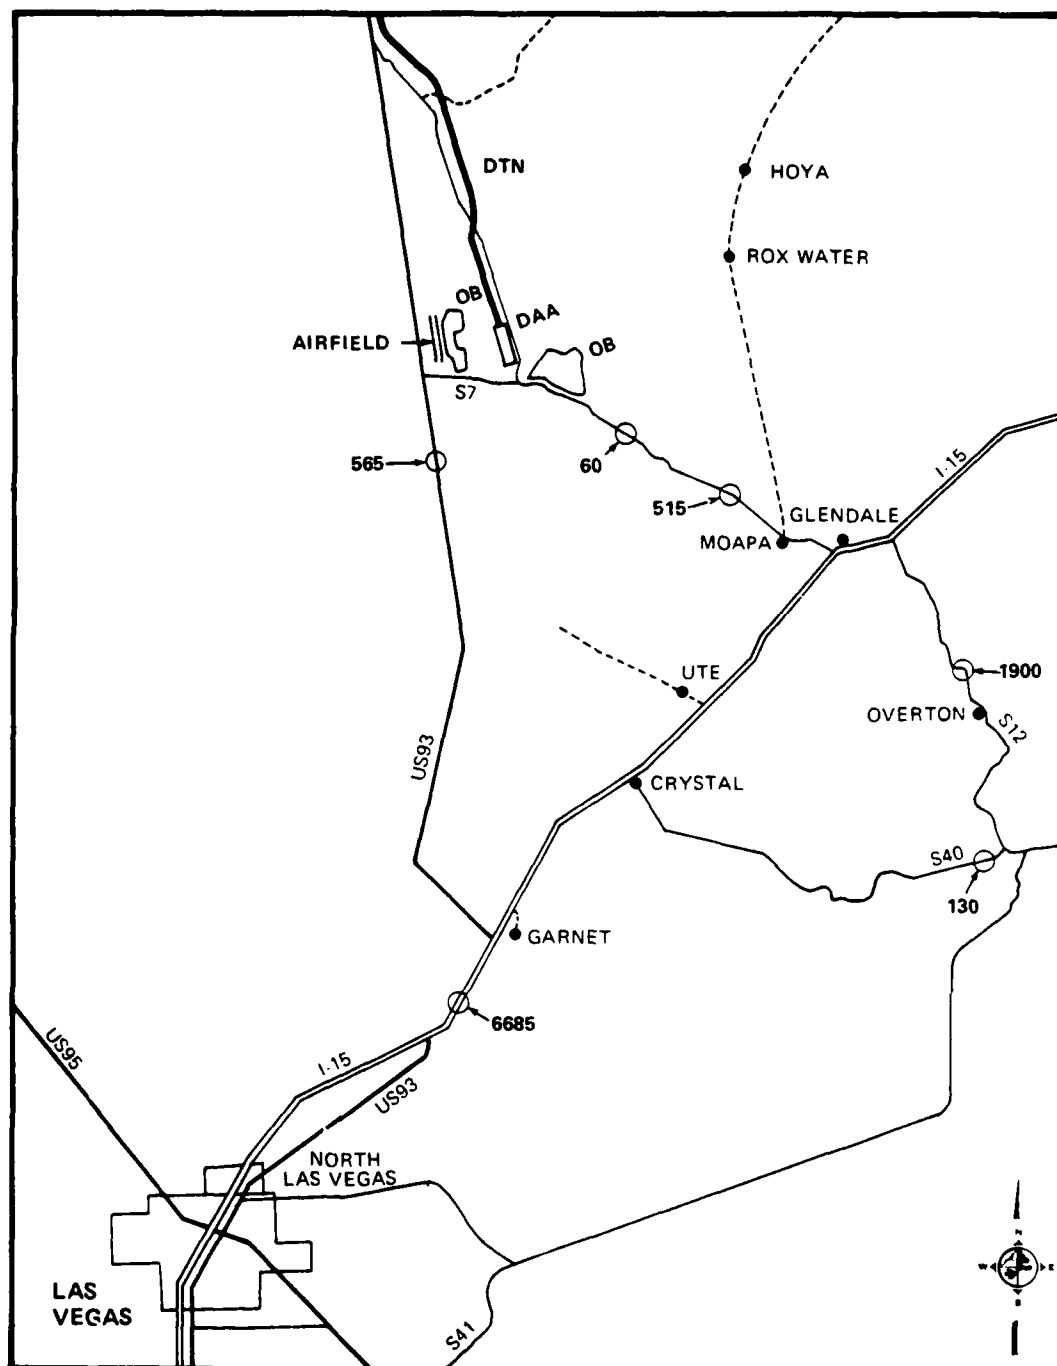 HOYA
DTN
ROX WATER
OB
DAA
AIRFIELD
OB
S7
I-15
565
60
515
GLENDALE
MOAPA
UTE
1900
OVERTON
S12
US93
CRYSTAL
S40
130
GARNET
6685
US95
I-15
US93
NORTH
LAS VEGAS
N
W
E
S
LAS
VEGAS
S41